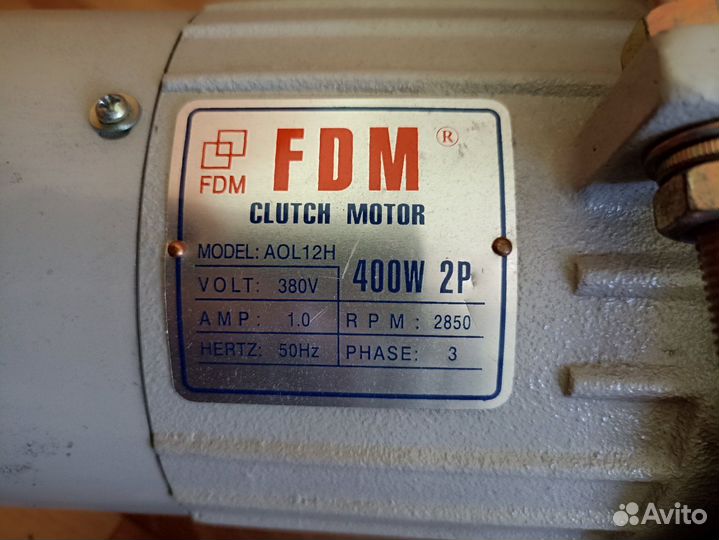 FDM ®
FDM
CLUTCH MOTOR
MODEL: AOL12H
400W 2P
VOLT: 380V
AMP: 1.0
RPM: 2850
HERTZ: 50Hz
PHASE: 3
Avito